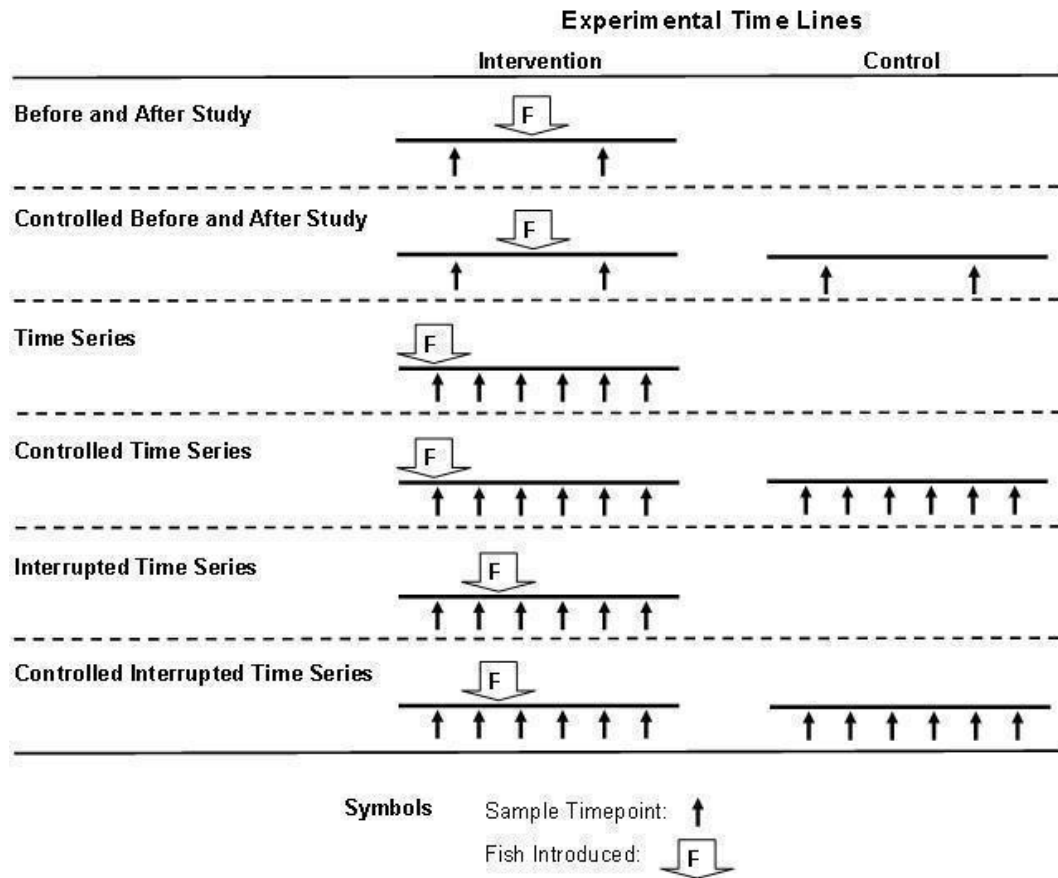 Experimental Time Lines
Intervention Control
Before and After Study
F
Controlled Before and After Study
F
Time Series
F
Controlled Time Series
F
Interrupted Time Series
F
Controlled Interrupted Time Series
F
Symbols Sample Timepoint:
Fish Introduced: F